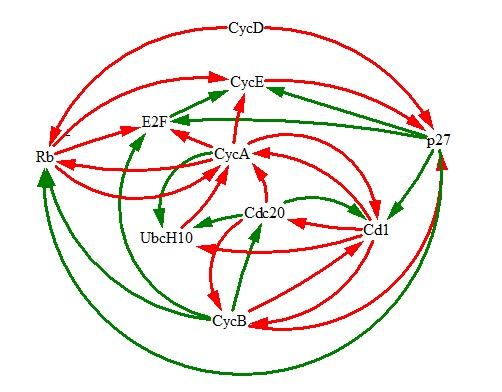 CycD
CycE
E2F
p27
Rb
CycA
Cdc20
Cd1
UbcH10
CycB